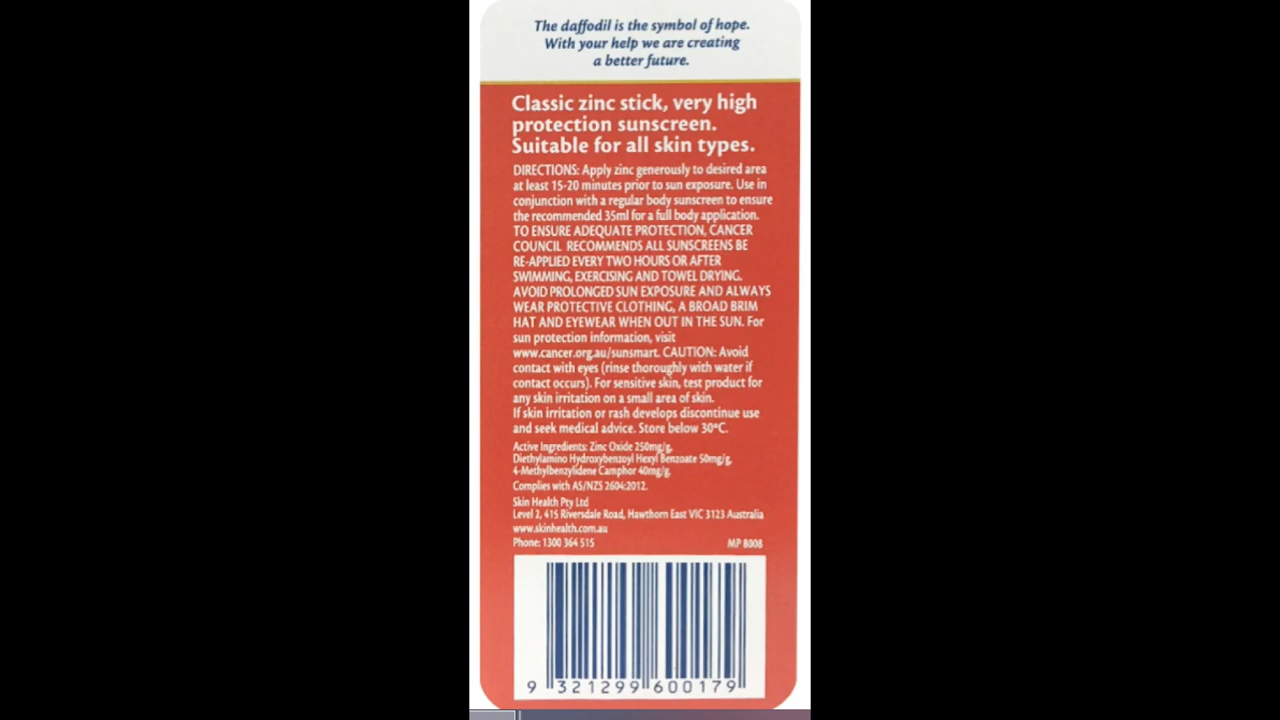 The daffodil is the symbol of hope.
With your help we are creating
a better future.
Classic zinc stick, very high
protection sunscreen.
Suitable for all skin types.
DIRECTIONS: Apply zinc generously to desired area
at least 15-20 minutes prior to sun exposure. Use in
conjunction with a regular body sunscreen to ensure
the recommended 35ml for a full body application.
TO ENSURE ADEQUATE PROTECTION, CANCER
COUNCIL RECOMMENDS ALL SUNSCREENS BE
RE-APPLIED EVERY TWO HOURS OR AFTER
SWIMMING, EXERCISING AND TOWEL DRYING.
AVOID PROLONGED SUN EXPOSURE AND ALWAYS
WEAR PROTECTIVE CLOTHING, A BROAD BRIM
HAT AND EYEWEAR WHEN OUT IN THE SUN. For
sun protection information, visit
www.cancer.org.au/sunsmart. CAUTION: Avoid
contact with eyes (rinse thoroughly with water if
contact occurs). For sensitive skin, test product for
any skin irritation on a small area of skin.
If skin irritation or rash develops discontinue use
and seek medical advice. Store below 30°C.
Active Ingredients: Zinc Oxide 250mg/g,
Diethylamino Hydroxybenzoyl Hexyl Benzoate 50mg/g,
4-Methylbenzylidene Camphor 40mg/g.
Complies with AS/NZS 2604:2012.
Skin Health Pty Ltd
Level 2, 415 Riversdale Road, Hawthorn East VIC 3123 Australia
www.skinhealth.com.au
Phone: 1300 364 515 MP 8008
9 321299 600179